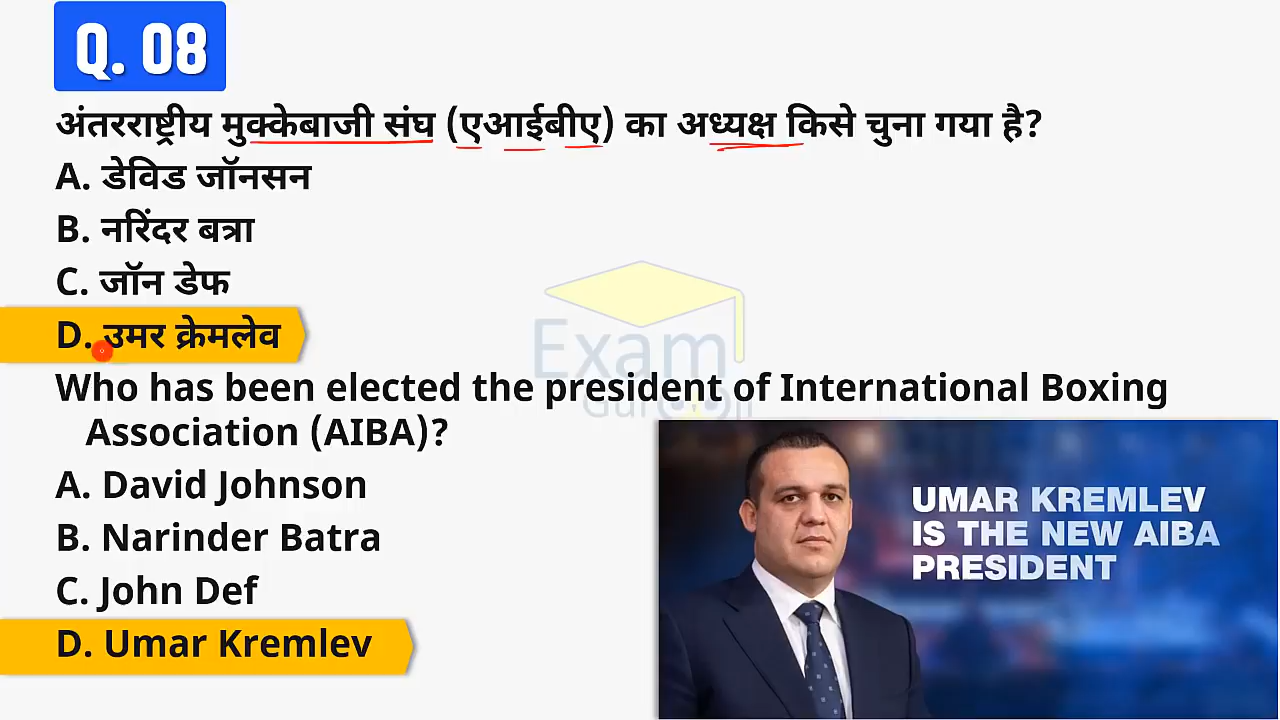 Q. 08
अंतरराष्ट्रीय मुक्केबाजी संघ (एआईबीए) का अध्यक्ष किसे चुना गया है?
A. डेविड जॉनसन
B. नरिंदर बत्रा
C. जॉन डेफ
D. उमर क्रेमलेव
Who has been elected the president of International Boxing
Association (AIBA)?
A. David Johnson
B. Narinder Batra
C. John Def
D. Umar Kremlev
UMAR KREMLEV
IS THE NEW AIBA
PRESIDENT
Exam